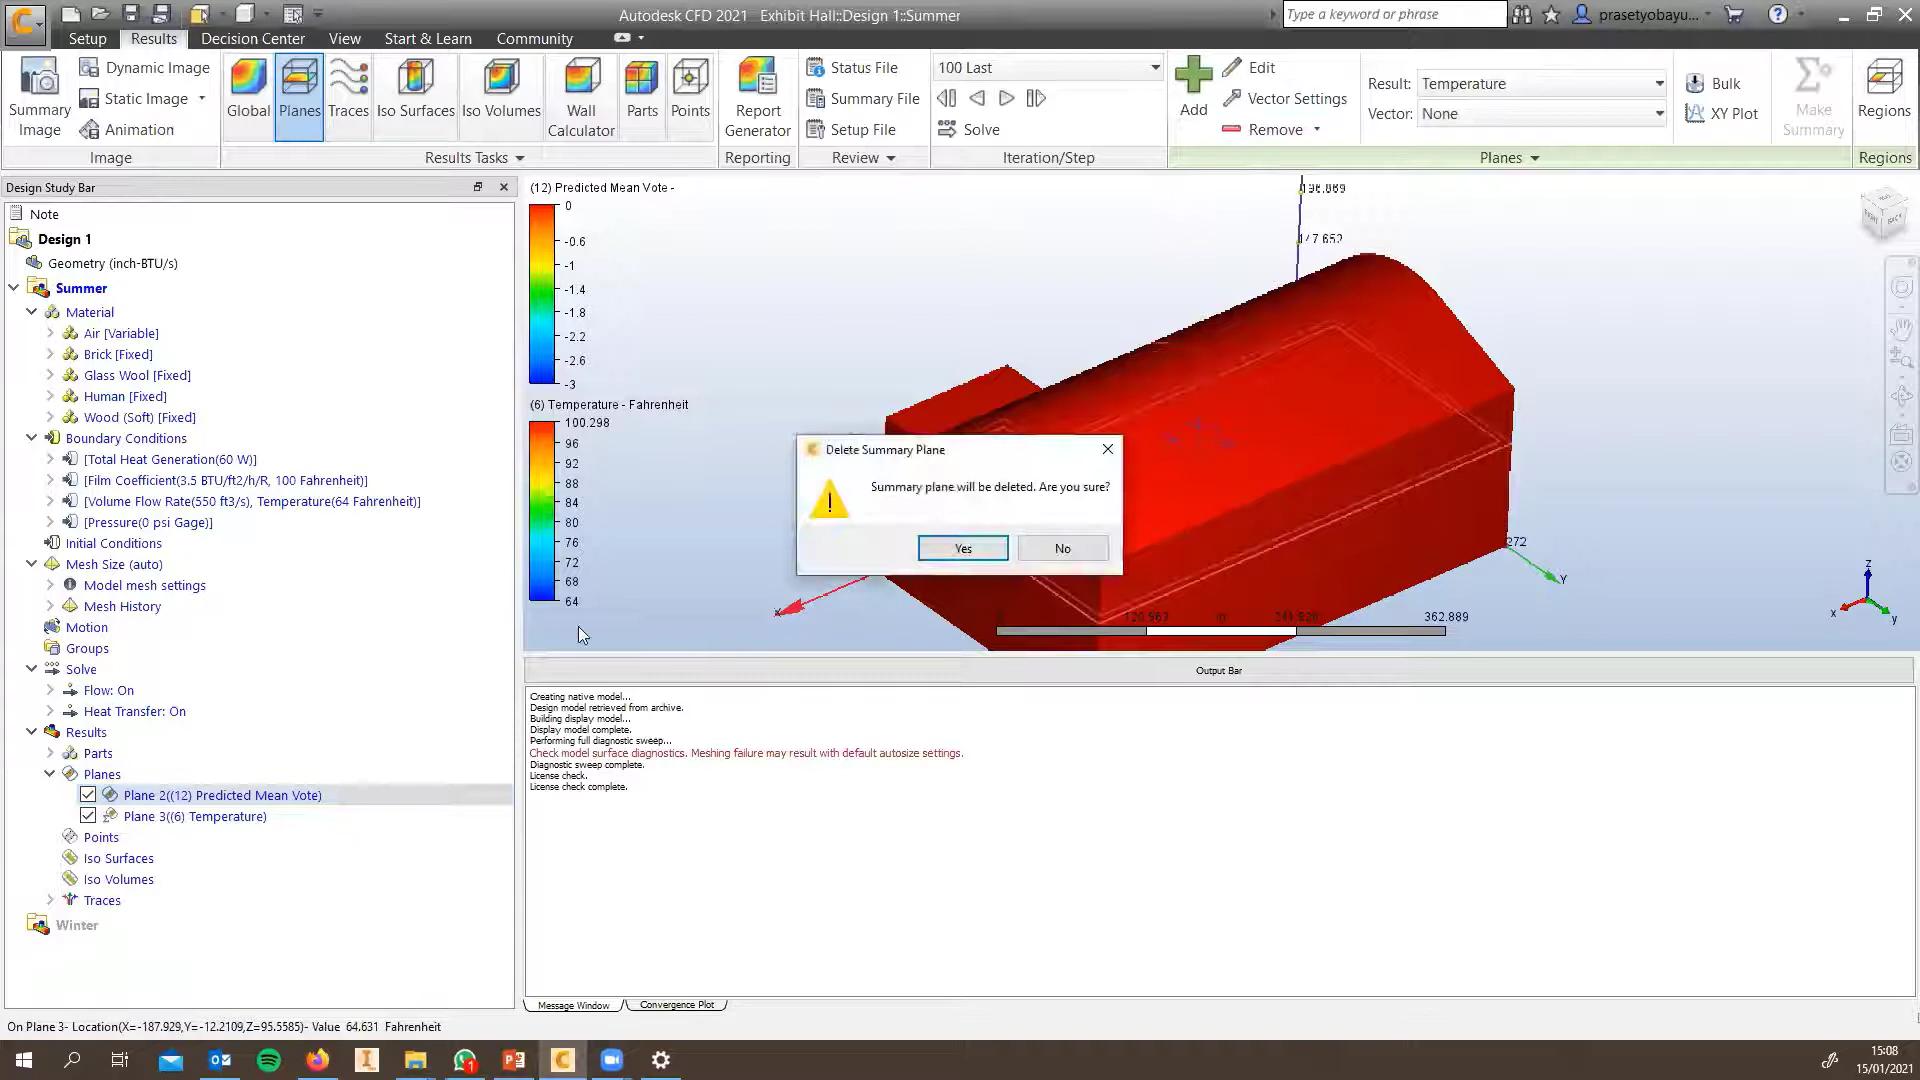 Autodesk CFD 2021 Exhibit Hall::Design 1::Summer
Type a keyword or phrase
prasetyobayu...
Setup Results Decision Center View Start & Learn Community
Summary Image
Dynamic Image
Static Image
Animation
Image
Global
Planes
Traces
Iso Surfaces
Iso Volumes
Wall Calculator
Parts
Points
Results Tasks
Report Generator
Reporting
Status File
Summary File
Setup File
Review
100 Last
Solve
Iteration/Step
Add
Edit
Vector Settings
Remove
Result: Temperature
Vector: None
Bulk
XY Plot
Make Summary
Planes
Regions
Regions
Design Study Bar
Note
Design 1
Geometry (inch-BTU/s)
Summer
Material
Air [Variable]
Brick [Fixed]
Glass Wool [Fixed]
Human [Fixed]
Wood (Soft) [Fixed]
Boundary Conditions
[Total Heat Generation(60 W)]
[Film Coefficient(3.5 BTU/ft2/h/R, 100 Fahrenheit)]
[Volume Flow Rate(550 ft3/s), Temperature(64 Fahrenheit)]
[Pressure(0 psi Gage)]
Initial Conditions
Mesh Size (auto)
Model mesh settings
Mesh History
Motion
Groups
Solve
Flow: On
Heat Transfer: On
Results
Parts
Planes
Plane 2((12) Predicted Mean Vote)
Plane 3((6) Temperature)
Points
Iso Surfaces
Iso Volumes
Traces
Winter
(12) Predicted Mean Vote -
0
-0.6
-1
-1.4
-1.8
-2.2
-2.6
-3
(6) Temperature - Fahrenheit
100.298
96
92
88
84
80
76
72
68
64
Delete Summary Plane
Summary plane will be deleted. Are you sure?
Yes No
X
Y
362.889
z
x
y
Output Bar
Creating native model...
Design model retrieved from archive.
Building display model...
Display model complete.
Performing full diagnostic sweep...
Check model surface diagnostics. Meshing failure may result with default autosize settings.
Diagnostic sweep complete.
License check.
License check complete.
Message Window Convergence Plot
On Plane 3- Location(X=-187.929,Y=-12.2109,Z=95.5585)- Value 64.631 Fahrenheit
15:08
15/01/2021